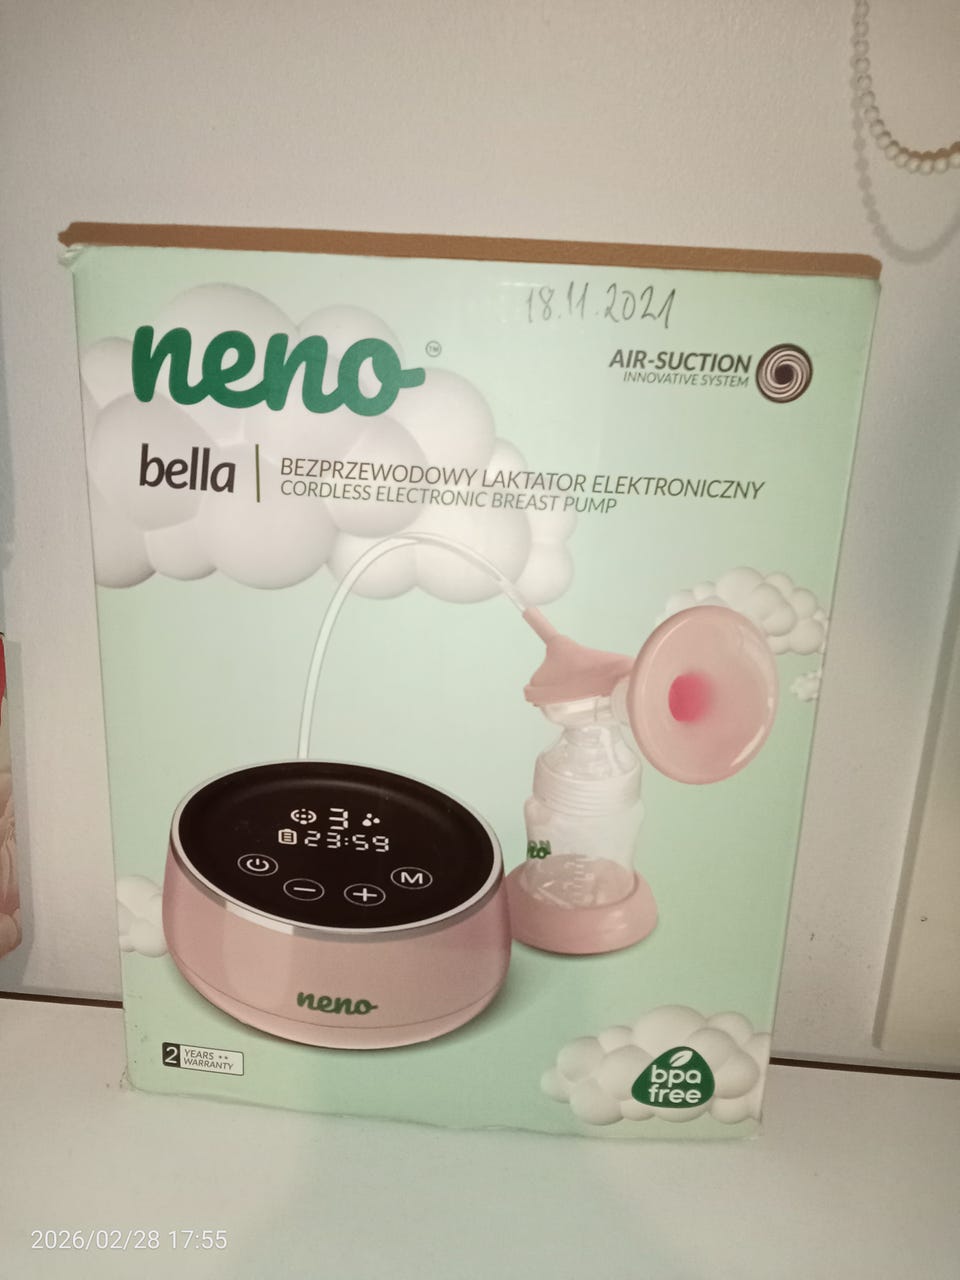 18.11.2021
neno TM
AIR-SUCTION
INNOVATIVE SYSTEM
bella
BEZPRZEWODOWY LAKTATOR ELEKTRONICZNY
CORDLESS ELECTRONIC BREAST PUMP
3
23:59
M
neno
2 YEARS **
WARRANTY
bpa
free
2026/02/28 17:55